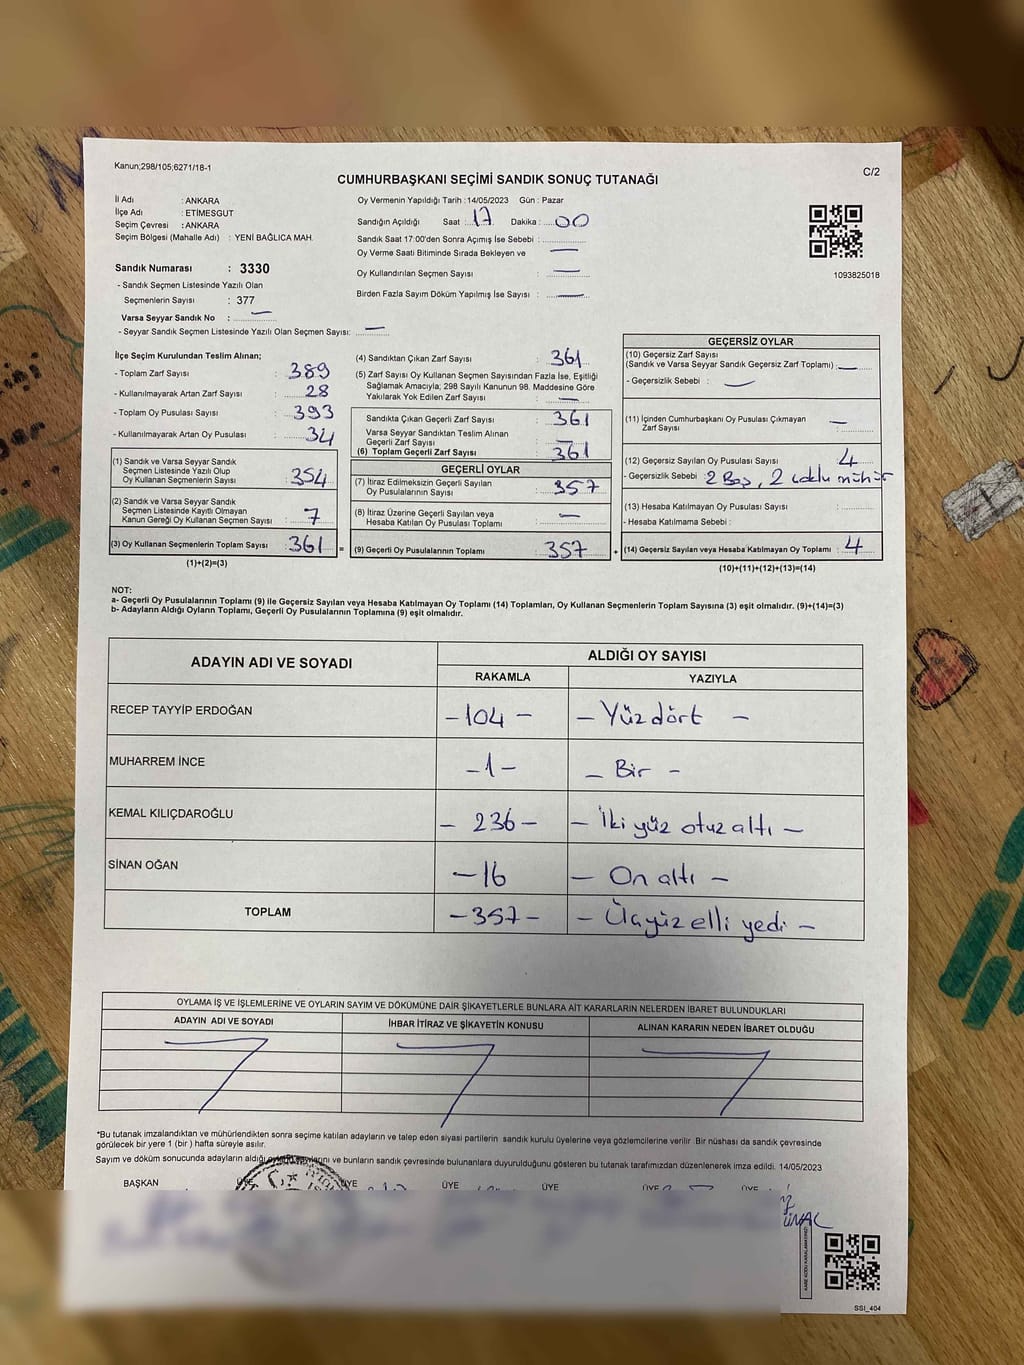 Kanun;298/105;6271/18-1
C/2
CUMHURBAŞKANI SEÇİMİ SANDIK SONUÇ TUTANAĞI
İl Adı : ANKARA
İlçe Adı : ETİMESGUT
Seçim Çevresi : ANKARA
Seçim Bölgesi (Mahalle Adı) : YENİ BAĞLICA MAH.
Sandık Numarası : 3330
- Sandık Seçmen Listesinde Yazılı Olan
Seçmenlerin Sayısı : 377
Varsa Seyyar Sandık No : —
- Seyyar Sandık Seçmen Listesinde Yazılı Olan Seçmen Sayısı: —
Oy Vermenin Yapıldığı Tarih :14/05/2023 Gün : Pazar
Sandığın Açıldığı Saat : 17 Dakika : 00
Sandık Saat 17:00'den Sonra Açımış İse Sebebi :
Oy Verme Saati Bitiminde Sırada Bekleyen ve —
Oy Kullandırılan Seçmen Sayısı : —
Birden Fazla Sayım Döküm Yapılmış İse Sayısı : —
1093825018
İlçe Seçim Kurulundan Teslim Alınan;
- Toplam Zarf Sayısı : 389
- Kullanılmayarak Artan Zarf Sayısı : 28
- Toplam Oy Pusulası Sayısı : 393
- Kullanılmayarak Artan Oy Pusulası : 34
(1) Sandık ve Varsa Seyyar Sandık
Seçmen Listesinde Yazılı Olup
Oy Kullanan Seçmenlerin Sayısı : 354
(2) Sandık ve Varsa Seyyar Sandık
Seçmen Listesinde Kayıtlı Olmayan
Kanun Gereği Oy Kullanan Seçmen Sayısı : 7
(3) Oy Kullanan Seçmenlerin Toplam Sayısı : 361
(1)+(2)=(3)
=
(4) Sandıktan Çıkan Zarf Sayısı : 361
(5) Zarf Sayısı Oy Kullanan Seçmen Sayısından Fazla İse, Eşitliği
Sağlamak Amacıyla; 298 Sayılı Kanunun 98. Maddesine Göre
Yakılarak Yok Edilen Zarf Sayısı : —
Sandıkta Çıkan Geçerli Zarf Sayısı : 361
Varsa Seyyar Sandıktan Teslim Alınan
Geçerli Zarf Sayısı : —
(6) Toplam Geçerli Zarf Sayısı : 361
GEÇERLİ OYLAR
(7) İtiraz Edilmeksizin Geçerli Sayılan
Oy Pusulalarının Sayısı : 357
(8) İtiraz Üzerine Geçerli Sayılan veya
Hesaba Katılan Oy Pusulası Toplamı : —
(9) Geçerli Oy Pusulalarının Toplamı : 357
+
GEÇERSİZ OYLAR
(10) Geçersiz Zarf Sayısı
(Sandık ve Varsa Seyyar Sandık Geçersiz Zarf Toplamı) : —
- Geçersizlik Sebebi : —
(11) İçinden Cumhurbaşkanı Oy Pusulası Çıkmayan
Zarf Sayısı : —
(12) Geçersiz Sayılan Oy Pusulası Sayısı : 4
- Geçersizlik Sebebi : 2 Boş, 2 çoklu mühür
(13) Hesaba Katılmayan Oy Pusulası Sayısı :
- Hesaba Katılmama Sebebi :
(14) Geçersiz Sayılan veya Hesaba Katılmayan Oy Toplamı : 4
(10)+(11)+(12)+(13)=(14)
NOT:
a- Geçerli Oy Pusulalarının Toplamı (9) ile Geçersiz Sayılan veya Hesaba Katılmayan Oy Toplamı (14) Toplamları, Oy Kullanan Seçmenlerin Toplam Sayısına (3) eşit olmalıdır. (9)+(14)=(3)
b- Adayların Aldığı Oyların Toplamı, Geçerli Oy Pusulalarının Toplamına (9) eşit olmalıdır.
ADAYIN ADI VE SOYADI ALDIĞI OY SAYISI
RAKAMLA YAZIYLA
RECEP TAYYİP ERDOĞAN -104- - Yüz dört -
MUHARREM İNCE -1- - Bir -
KEMAL KILIÇDAROĞLU - 236 - - İki yüz otuz altı -
SİNAN OĞAN -16 - On altı -
TOPLAM -357- - Üçyüz elli yedi -
OYLAMA İŞ VE İŞLEMLERİNE VE OYLARIN SAYIM VE DÖKÜMÜNE DAİR ŞİKAYETLERLE BUNLARA AİT KARARLARIN NELERDEN İBARET BULUNDUKLARI
ADAYIN ADI VE SOYADI İHBAR İTİRAZ VE ŞİKAYETİN KONUSU ALINAN KARARIN NEDEN İBARET OLDUĞU
*Bu tutanak imzalandıktan ve mühürlendikten sonra seçime katılan adayların ve talep eden siyasi partilerin sandık kurulu üyelerine veya gözlemcilerine verilir. Bir nüshası da sandık çevresinde
görülecek bir yere 1 (bir ) hafta süreyle asılır.
Sayım ve döküm sonucunda adayların aldığı ve bunların sandık çevresinde bulunanlara duyurulduğunu gösteren bu tutanak tarafımızdan düzenlenerek imza edildi. 14/05/2023
BAŞKAN ÜYE ÜYE ÜYE ÜYE ÜYE ÜYE
SSİ_404